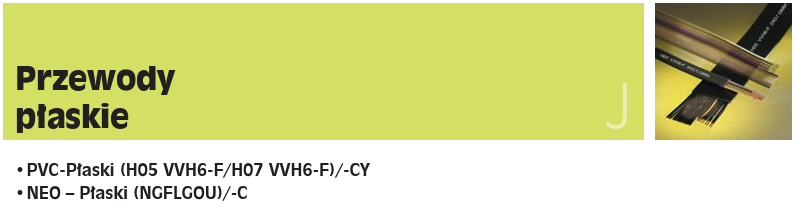 Przewody
płaskie
J
• PVC-Płaski (H05 VVH6-F/H07 VVH6-F)/-CY
• NEO – Płaski (NGFLGOU)/-C